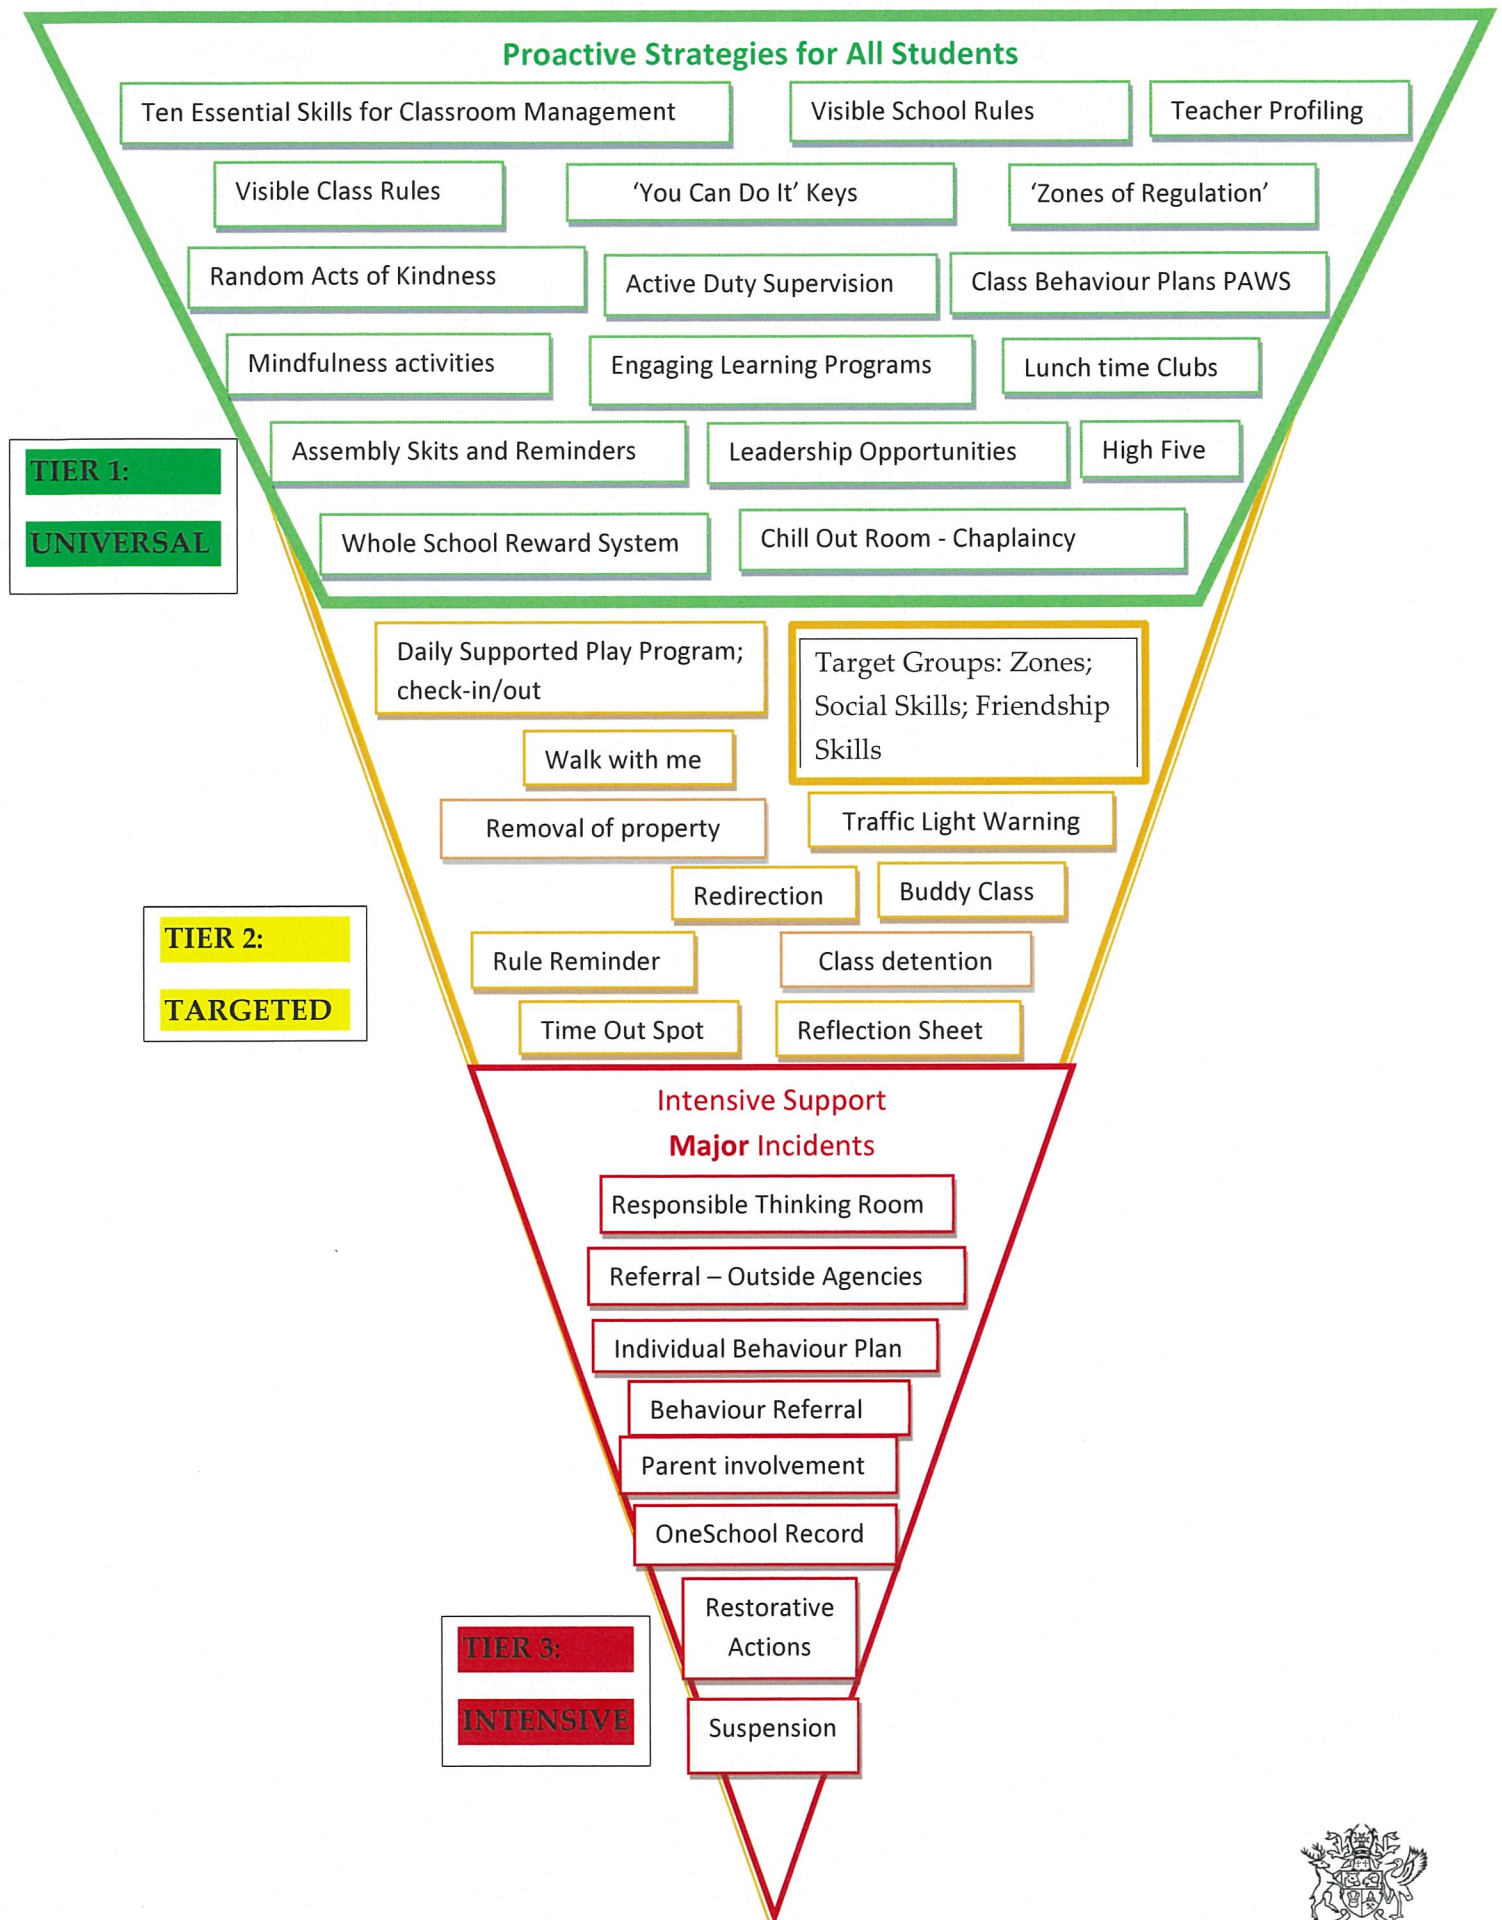 Proactive Strategies for All Students
Ten Essential Skills for Classroom Management
Visible School Rules
Teacher Profiling
Visible Class Rules
‘You Can Do It’ Keys
‘Zones of Regulation’
Random Acts of Kindness
Active Duty Supervision
Class Behaviour Plans PAWS
Mindfulness activities
Engaging Learning Programs
Lunch time Clubs
Assembly Skits and Reminders
Leadership Opportunities
High Five
TIER 1:
UNIVERSAL
Whole School Reward System
Chill Out Room - Chaplaincy
Daily Supported Play Program;
check-in/out
Target Groups: Zones;
Social Skills; Friendship
Skills
Walk with me
Removal of property
Traffic Light Warning
Redirection
Buddy Class
TIER 2:
TARGETED
Rule Reminder
Class detention
Time Out Spot
Reflection Sheet
Intensive Support
Major Incidents
Responsible Thinking Room
Referral – Outside Agencies
Individual Behaviour Plan
Behaviour Referral
Parent involvement
OneSchool Record
Restorative
Actions
TIER 3:
INTENSIVE
Suspension